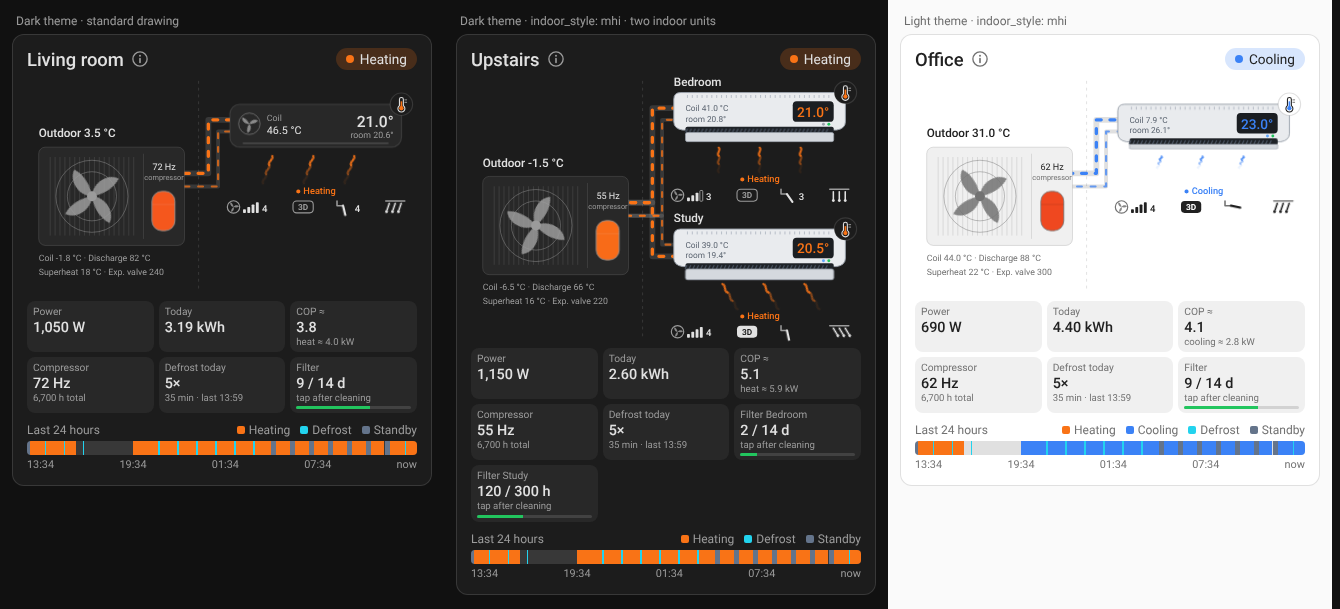 Dark theme · standard drawing
Living room
Heating
Coil
46.5 °C
21.0°
room 20.6°
Outdoor 3.5 °C
72 Hz
compressor
Heating
4
3D
4
Coil -1.8 °C · Discharge 82 °C
Superheat 18 °C · Exp. valve 240
Power
1,050 W
Today
3.19 kWh
COP ≈
3.8
heat ≈ 4.0 kW
Compressor
72 Hz
6,700 h total
Defrost today
5×
35 min · last 13:59
Filter
9 / 14 d
tap after cleaning
Last 24 hours
Heating
Defrost
Standby
13:34
19:34
01:34
07:34
now
Dark theme · indoor_style: mhi · two indoor units
Upstairs
Heating
Bedroom
Coil 41.0 °C
room 20.8°
21.0°
Outdoor -1.5 °C
55 Hz
compressor
Heating
3
3D
3
Study
Coil 39.0 °C
room 19.4°
20.5°
Coil -6.5 °C · Discharge 66 °C
Superheat 16 °C · Exp. valve 220
Heating
4
3D
Power
1,150 W
Today
2.60 kWh
COP ≈
5.1
heat ≈ 5.9 kW
Compressor
55 Hz
6,700 h total
Defrost today
5×
35 min · last 13:59
Filter Bedroom
2 / 14 d
tap after cleaning
Filter Study
120 / 300 h
tap after cleaning
Last 24 hours
Heating
Defrost
Standby
13:34
19:34
01:34
07:34
now
Light theme · indoor_style: mhi
Office
Cooling
Coil 7.9 °C
room 26.1°
23.0°
Outdoor 31.0 °C
62 Hz
compressor
Cooling
4
3D
Coil 44.0 °C · Discharge 88 °C
Superheat 22 °C · Exp. valve 300
Power
690 W
Today
4.40 kWh
COP ≈
4.1
cooling ≈ 2.8 kW
Compressor
62 Hz
6,700 h total
Defrost today
5×
35 min · last 13:59
Filter
9 / 14 d
tap after cleaning
Last 24 hours
Heating
Cooling
Defrost
Standby
13:34
19:34
01:34
07:34
now